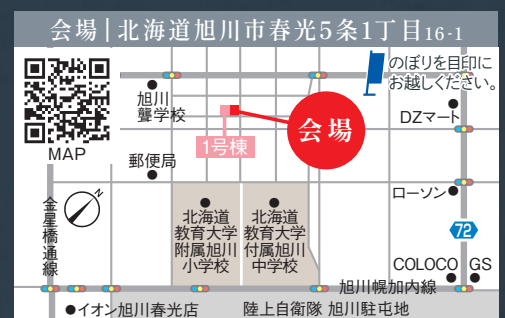 会場|北海道旭川市春光5条1丁目16-1
のぼりを目印に
お越しください。
MAP
旭川
聾学校
1号棟
会場
DZマート
郵便局
N
金星橋通線
北海道
教育大学
附属旭川
小学校
北海道
教育大学
付属旭川
中学校
ローソン
72
COLOCO
GS
旭川幌加内線
イオン旭川春光店
陸上自衛隊 旭川駐屯地